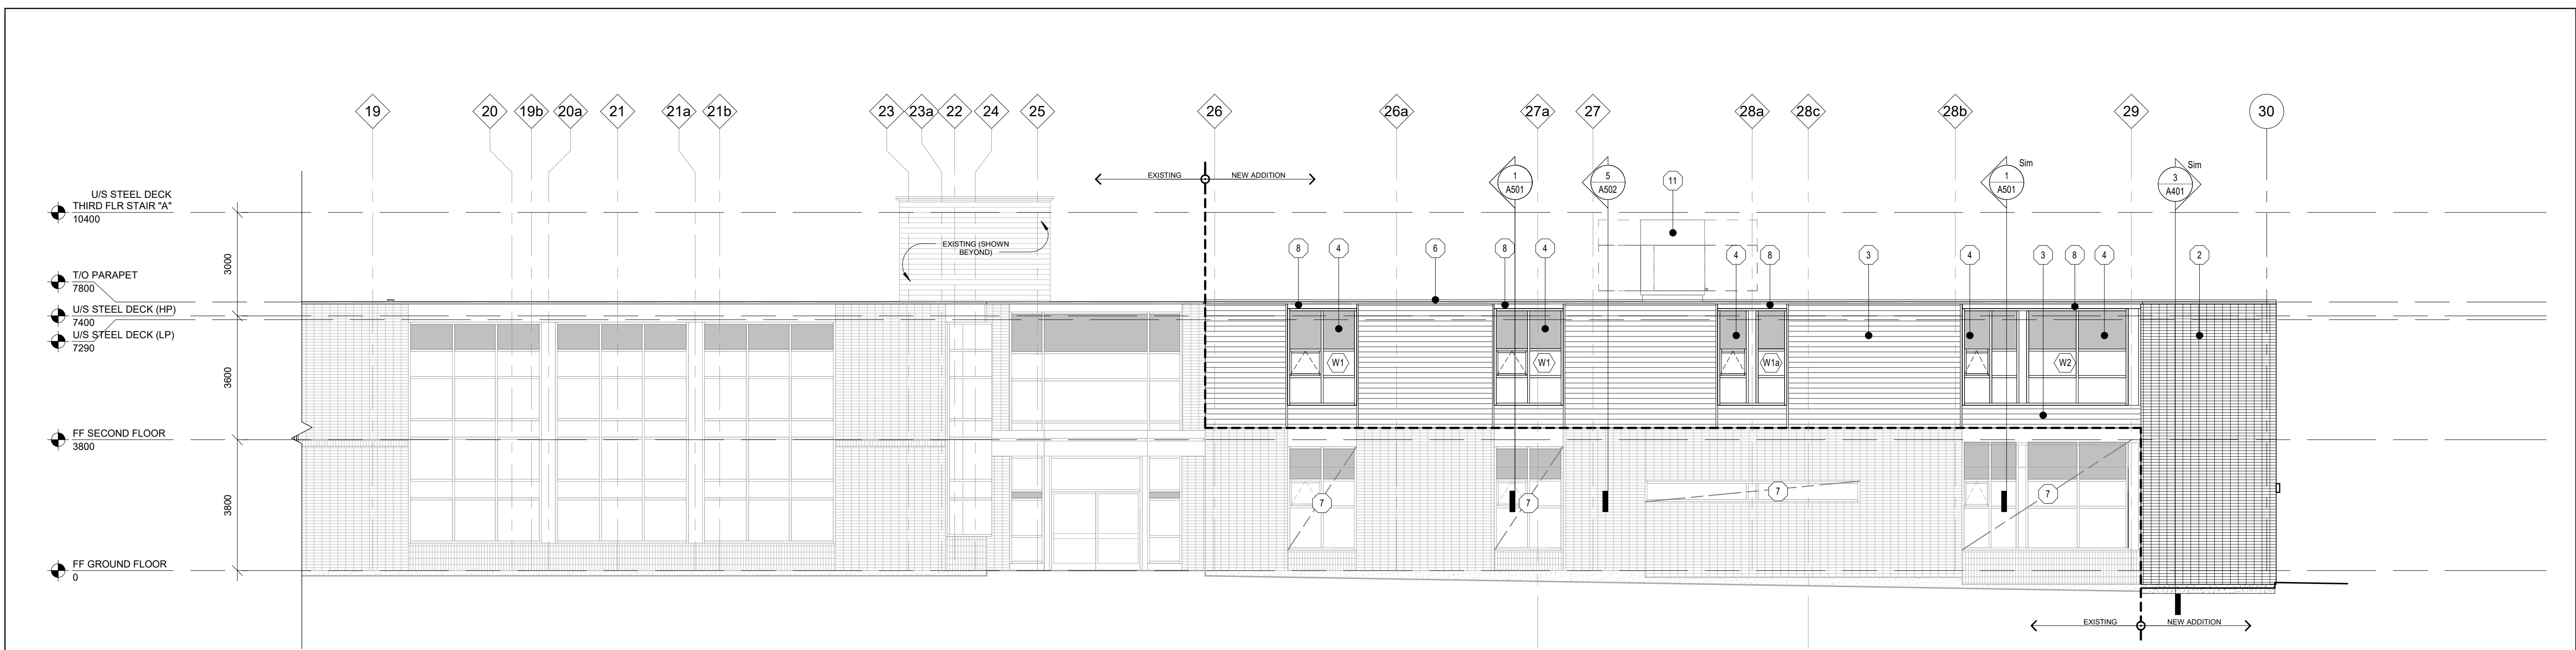 19
20
19b
20a
21
21a
21b
23
23a
22
24
25
26
26a
27a
27
28a
28c
28b
29
30
EXISTING
NEW ADDITION
1
A501
5
A502
11
1
A501
Sim
3
A401
Sim
U/S STEEL DECK
THIRD FLR STAIR "A"
10400
T/O PARAPET
7800
U/S STEEL DECK (HP)
7400
U/S STEEL DECK (LP)
7290
FF SECOND FLOOR
3800
FF GROUND FLOOR
0
3000
3600
3800
EXISTING (SHOWN
BEYOND)
8
4
6
8
4
4
8
3
4
3
8
4
2
W1
W1
W1a
W2
7
7
7
7
EXISTING
NEW ADDITION